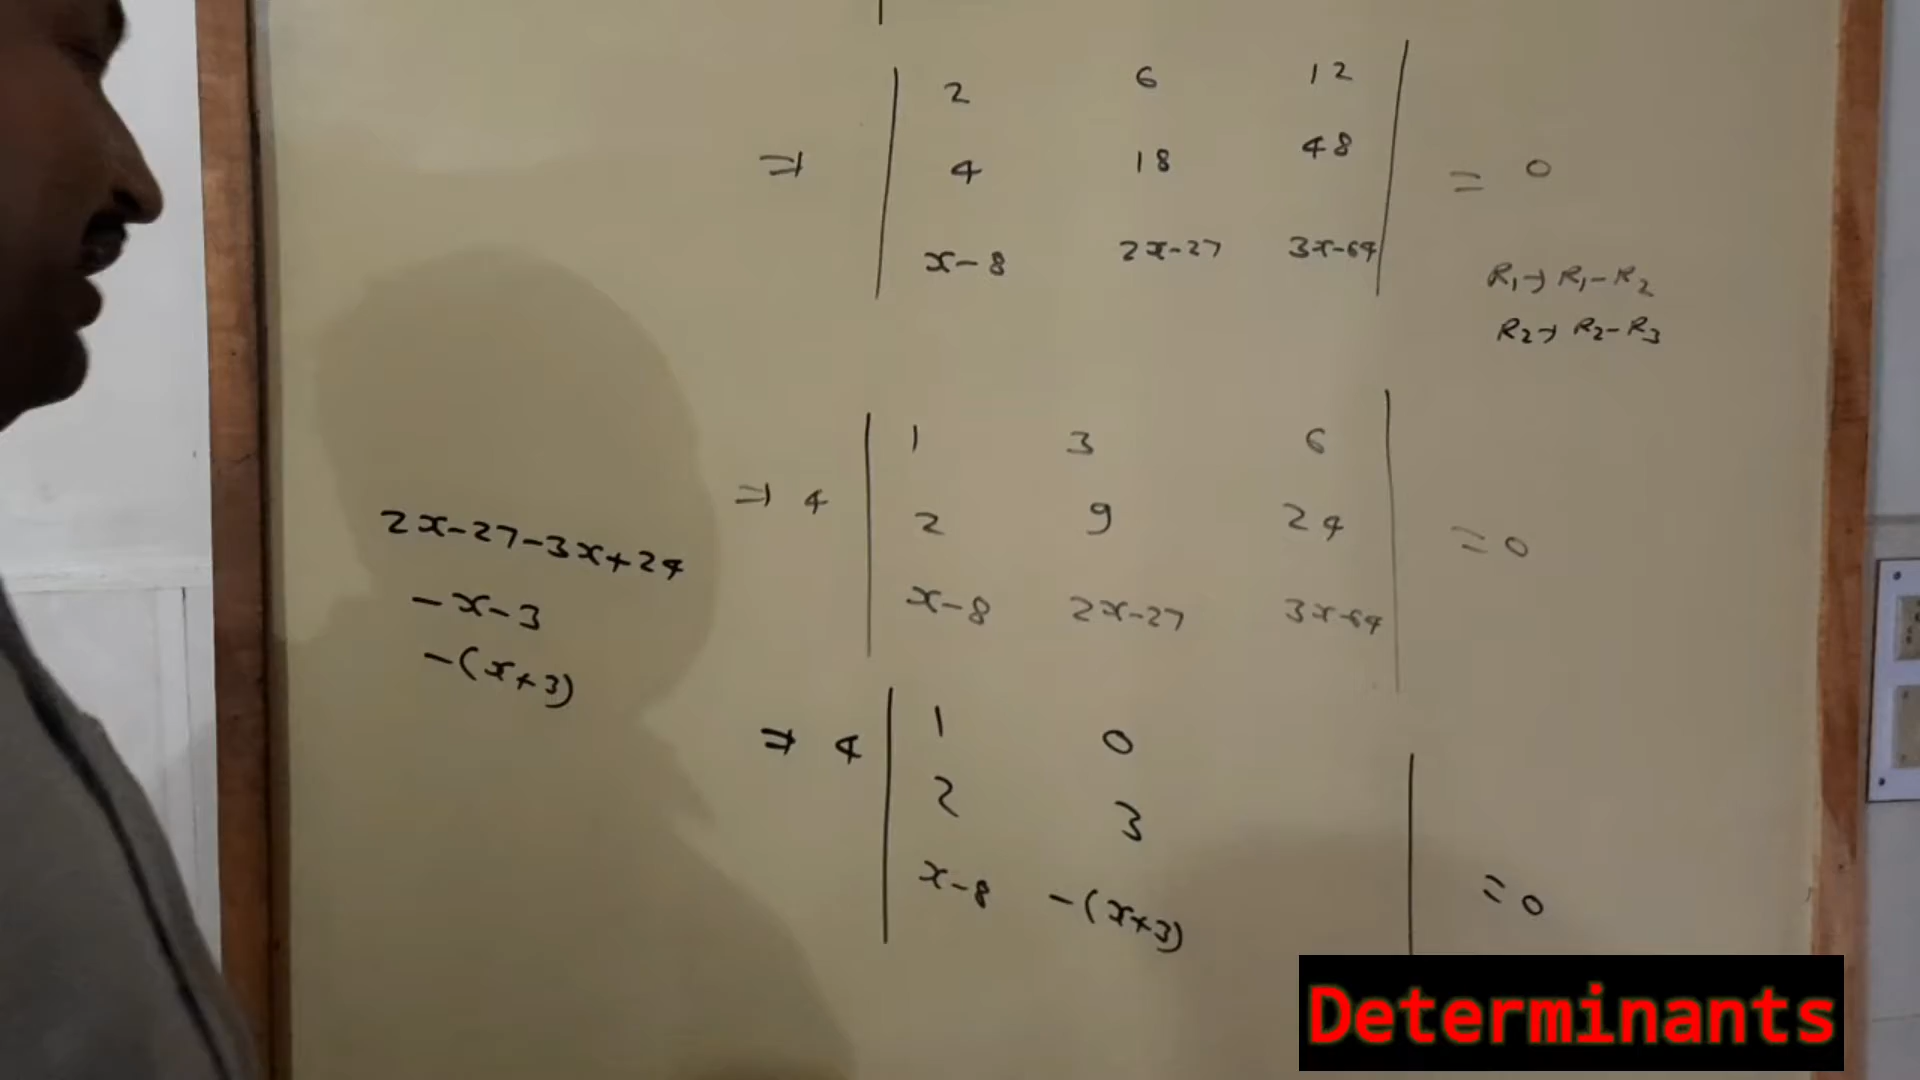 | 2 6 12 |
⇒ | 4 18 48 | = 0
| x-8 2x-27 3x-64 |
R₁→ R₁-R₂
R₂→ R₂-R₃
| 1 3 6 |
⇒ 4 | 2 9 24 | = 0
| x-8 2x-27 3x-64 |
2x-27-3x+24
-x-3
-(x+3)
⇒ 4 | 1 0
2 3
x-8 -(x+3) | = 0
Determinants